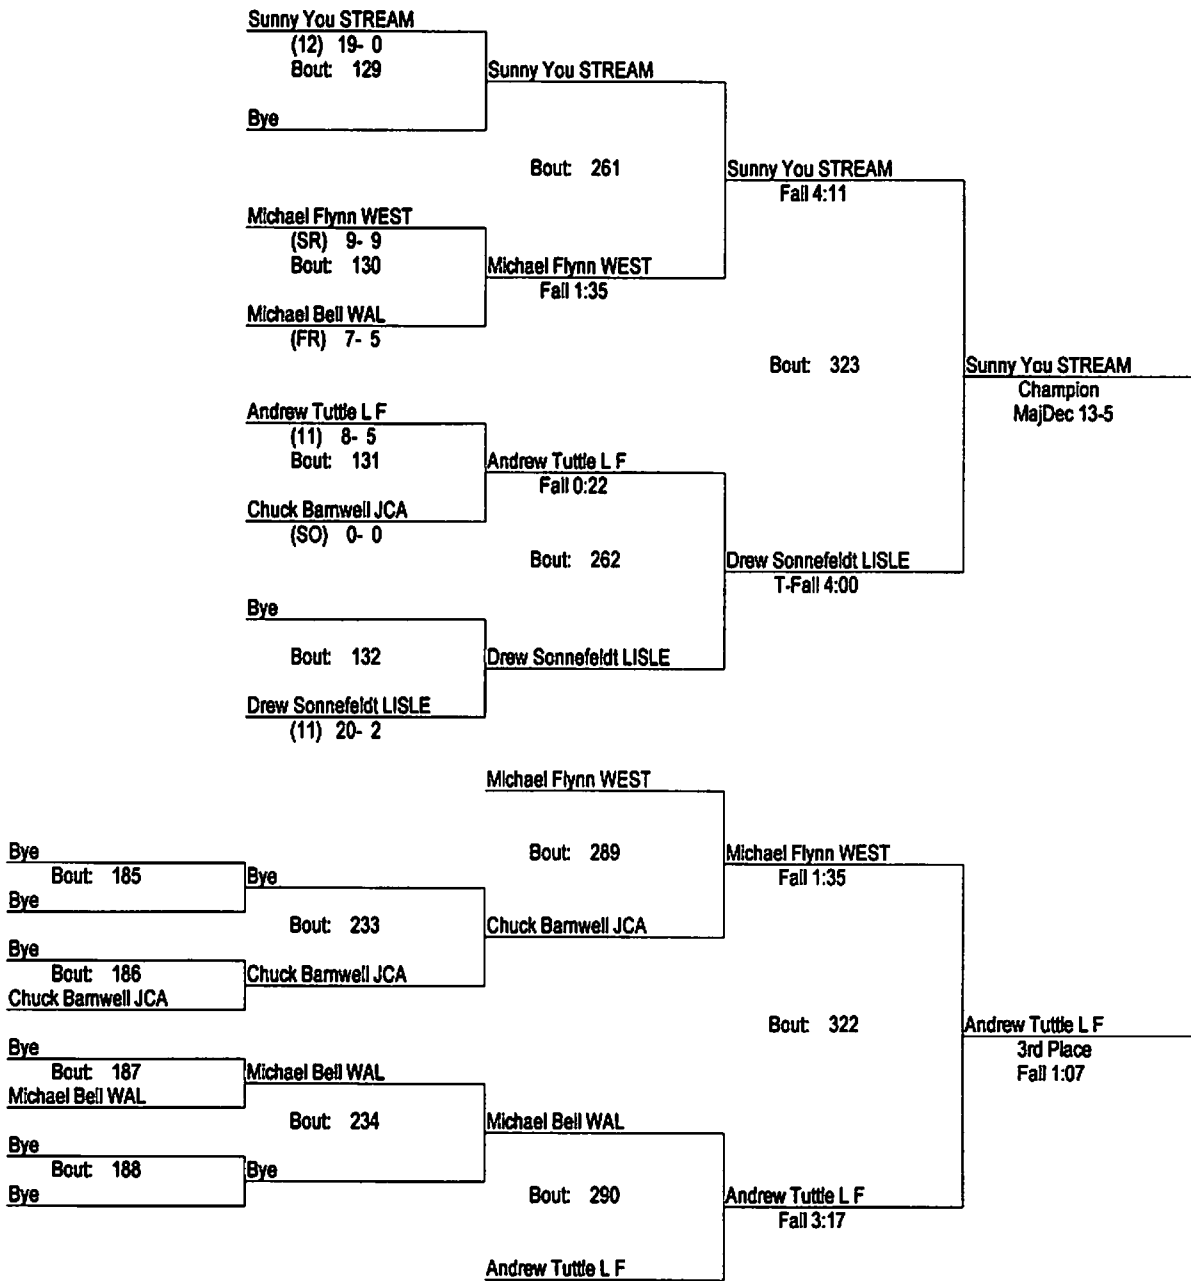 Sunny You STREAM
(12) 19- 0
Bout: 129
Sunny You STREAM
Bye
Bout: 261
Sunny You STREAM
Fall 4:11
Michael Flynn WEST
(SR) 9- 9
Bout: 130
Michael Flynn WEST
Fall 1:35
Michael Bell WAL
(FR) 7- 5
Bout: 323
Sunny You STREAM
Champion
MajDec 13-5
Andrew Tuttle L F
(11) 8- 5
Bout: 131
Andrew Tuttle L F
Fall 0:22
Chuck Barnwell JCA
(SO) 0- 0
Bout: 262
Drew Sonnefeldt LISLE
T-Fall 4:00
Bye
Bout: 132
Drew Sonnefeldt LISLE
Drew Sonnefeldt LISLE
(11) 20- 2
Michael Flynn WEST
Bout: 289
Michael Flynn WEST
Fall 1:35
Bye
Bout: 185
Bye
Bye
Bout: 233
Chuck Barnwell JCA
Bye
Bout: 186
Chuck Barnwell JCA
Chuck Barnwell JCA
Bout: 322
Andrew Tuttle L F
3rd Place
Fall 1:07
Bye
Bout: 187
Michael Bell WAL
Michael Bell WAL
Bout: 234
Michael Bell WAL
Bye
Bout: 188
Bye
Bye
Bout: 290
Andrew Tuttle L F
Fall 3:17
Andrew Tuttle L F